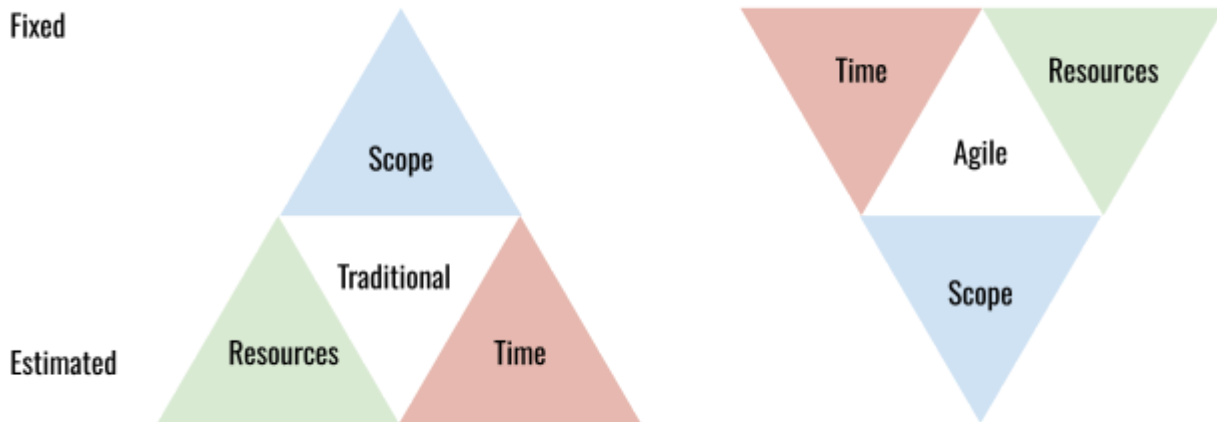 Fixed
Scope
Traditional
Resources
Time
Estimated
Time
Resources
Agile
Scope